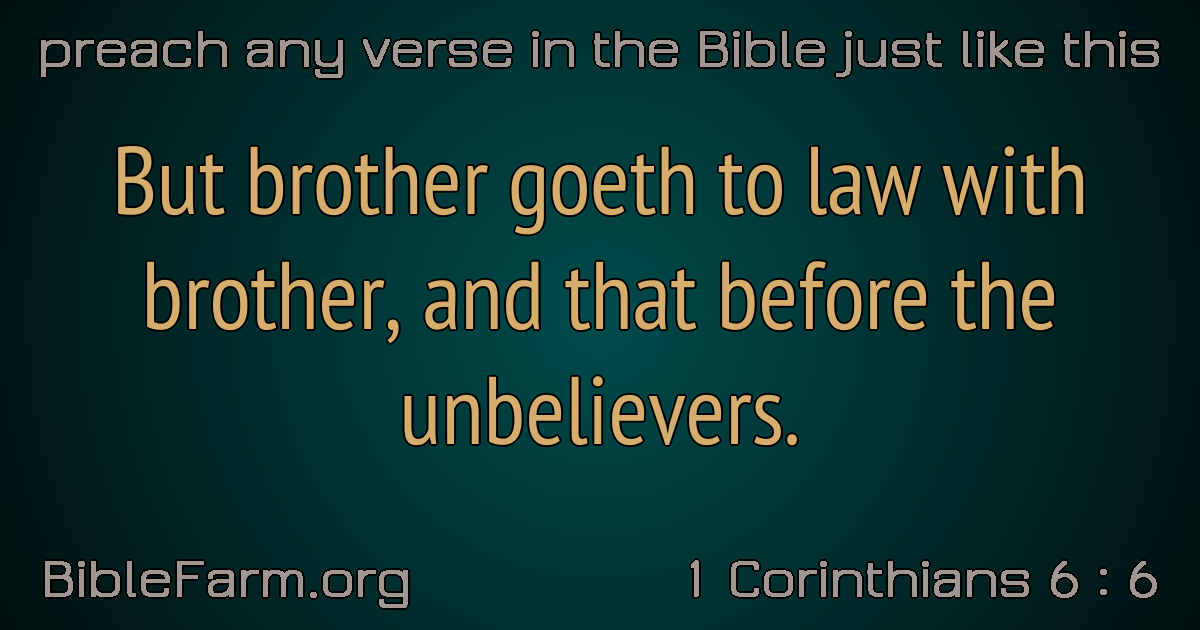 preach any verse in the Bible just like this
But brother goeth to law with
brother, and that before the
unbelievers.
BibleFarm.org
1 Corinthians 6 : 6